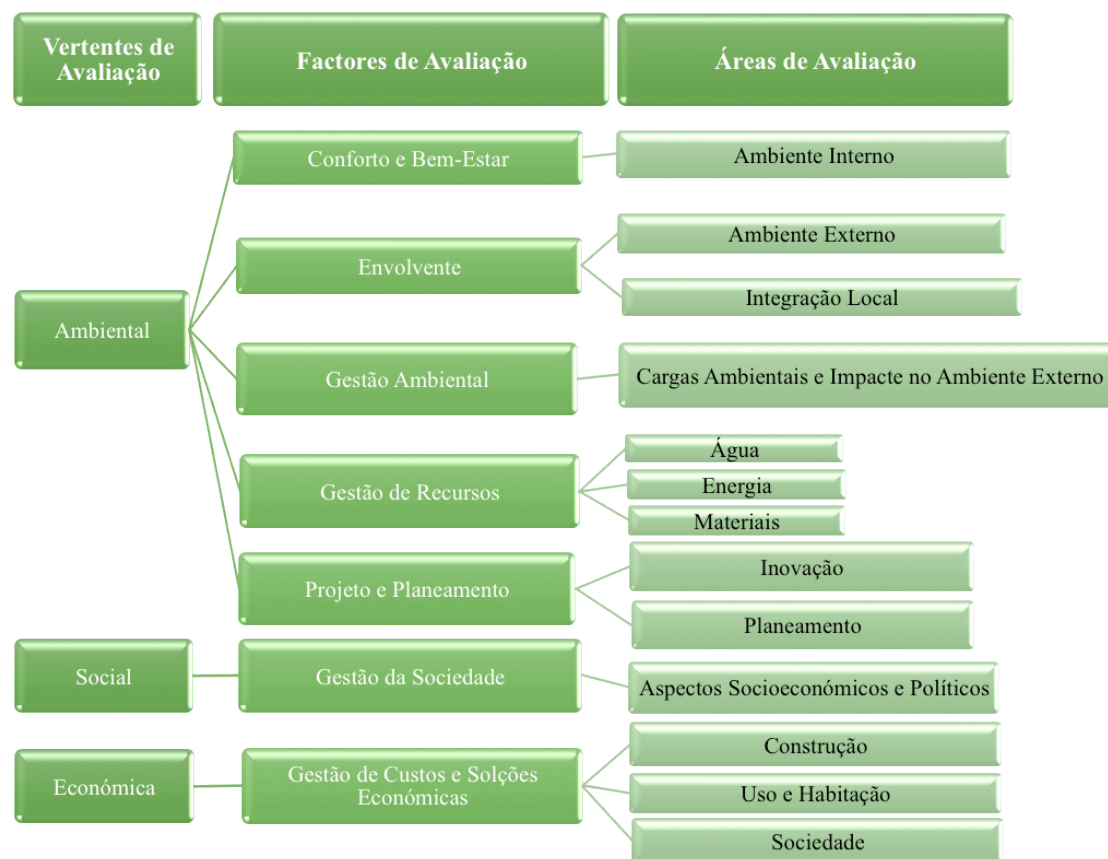 Vertentes de
Avaliação
Factores de Avaliação
Áreas de Avaliação
Conforto e Bem-Estar
Ambiente Interno
Ambiente Externo
Envolvente
Integração Local
Ambiental
Gestão Ambiental
Cargas Ambientais e Impacte no Ambiente Externo
Água
Gestão de Recursos
Energia
Materiais
Inovação
Projeto e Planeamento
Planeamento
Social
Gestão da Sociedade
Aspectos Socioeconómicos e Políticos
Construção
Económica
Gestão de Custos e Solções
Económicas
Uso e Habitação
Sociedade